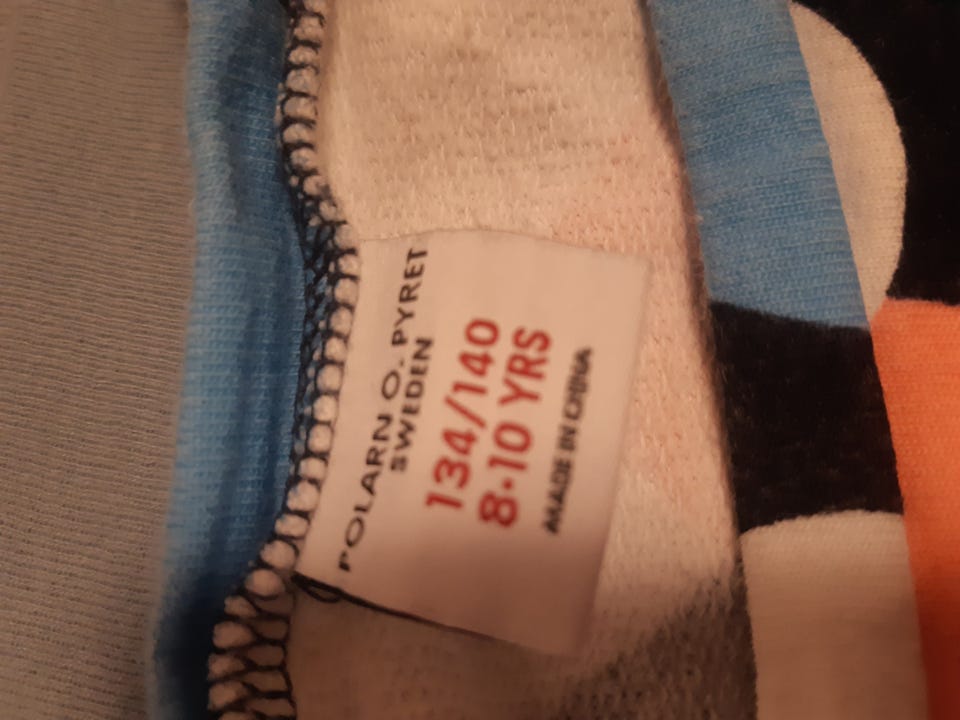 POLARN O. PYRET
SWEDEN
134/140
8-10 YRS
MADE IN CHINA